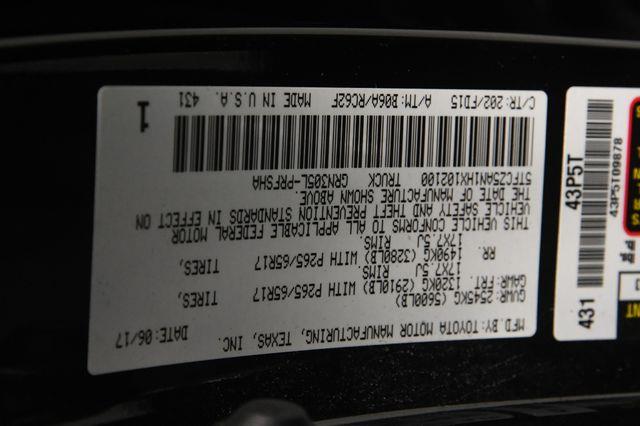 MFD. BY: TOYOTA MOTOR MANUFACTURING, TEXAS, INC. DATE: 06/17
GVWR: 2545KG (5600LB)
GAWR: FRT. 1320KG (2910LB) WITH P265/65R17 TIRES,
17X7.5J RIMS
RR. 1490KG (3280LB) WITH P265/65R17 TIRES,
17X7.5J RIMS
THIS VEHICLE CONFORMS TO ALL APPLICABLE FEDERAL MOTOR
VEHICLE SAFETY AND THEFT PREVENTION STANDARDS IN EFFECT ON
THE DATE OF MANUFACTURE SHOWN ABOVE.
5TFCZ5AN1HX102100 TRUCK GRN305L-PRFSHA
C/TR: 202/FD15 A/TM: B06A/RC62F MADE IN U.S.A. 431
1
43P5T
431
43P5T09878